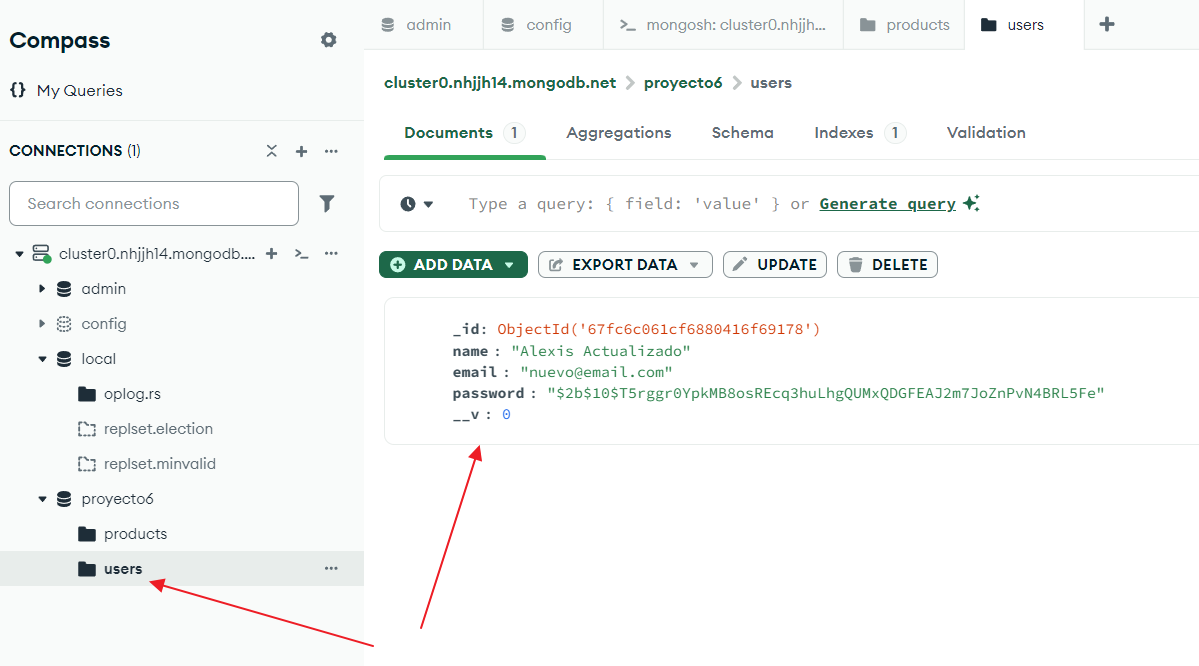 Compass
My Queries
CONNECTIONS (1)
Search connections
cluster0.nhjjh14.mongodb....
admin
config
local
oplog.rs
replset.election
replset.minvalid
proyecto6
products
users
admin
config
mongosh: cluster0.nhjjh...
products
users
cluster0.nhjjh14.mongodb.net > proyecto6 > users
Documents 1 Aggregations Schema Indexes 1 Validation
Type a query: { field: 'value' } or Generate query
ADD DATA EXPORT DATA UPDATE DELETE
_id: ObjectId('67fc6c061cf6880416f69178')
name : "Alexis Actualizado"
email : "nuevo@email.com"
password : "$2b$10$T5rggr0YpkMB8osREcq3huLhgQUMxQDGFEAJ2m7JoZnPvN4BRL5Fe"
__v : 0